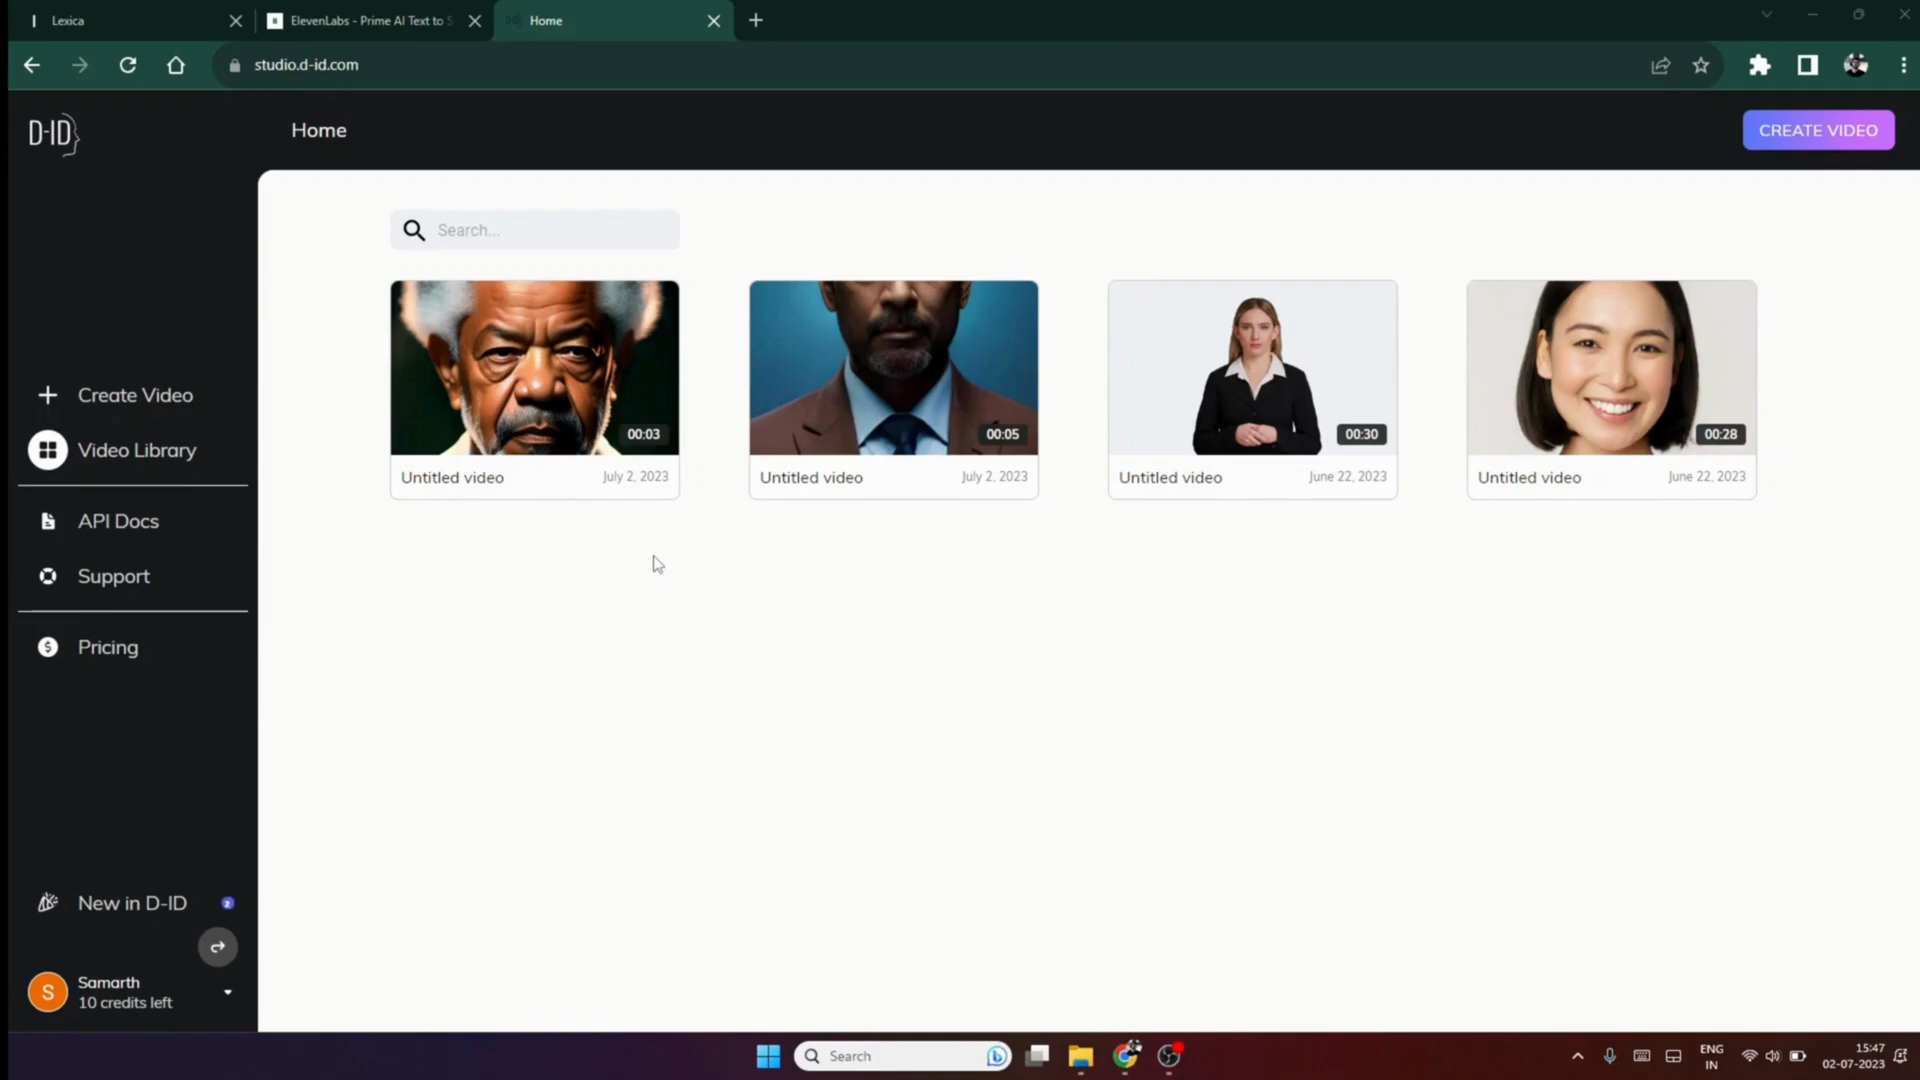 Lexica
ElevenLabs - Prime AI Text to S
Home
studio.d-id.com
D-ID
Home
CREATE VIDEO
Search...
00:03
00:05
00:30
00:28
Untitled video
July 2, 2023
Untitled video
July 2, 2023
Untitled video
June 22, 2023
Untitled video
June 22, 2023
Create Video
Video Library
API Docs
Support
Pricing
New in D-ID
2
S
Samarth
10 credits left
Search
ENG
IN
15:47
02-07-2023